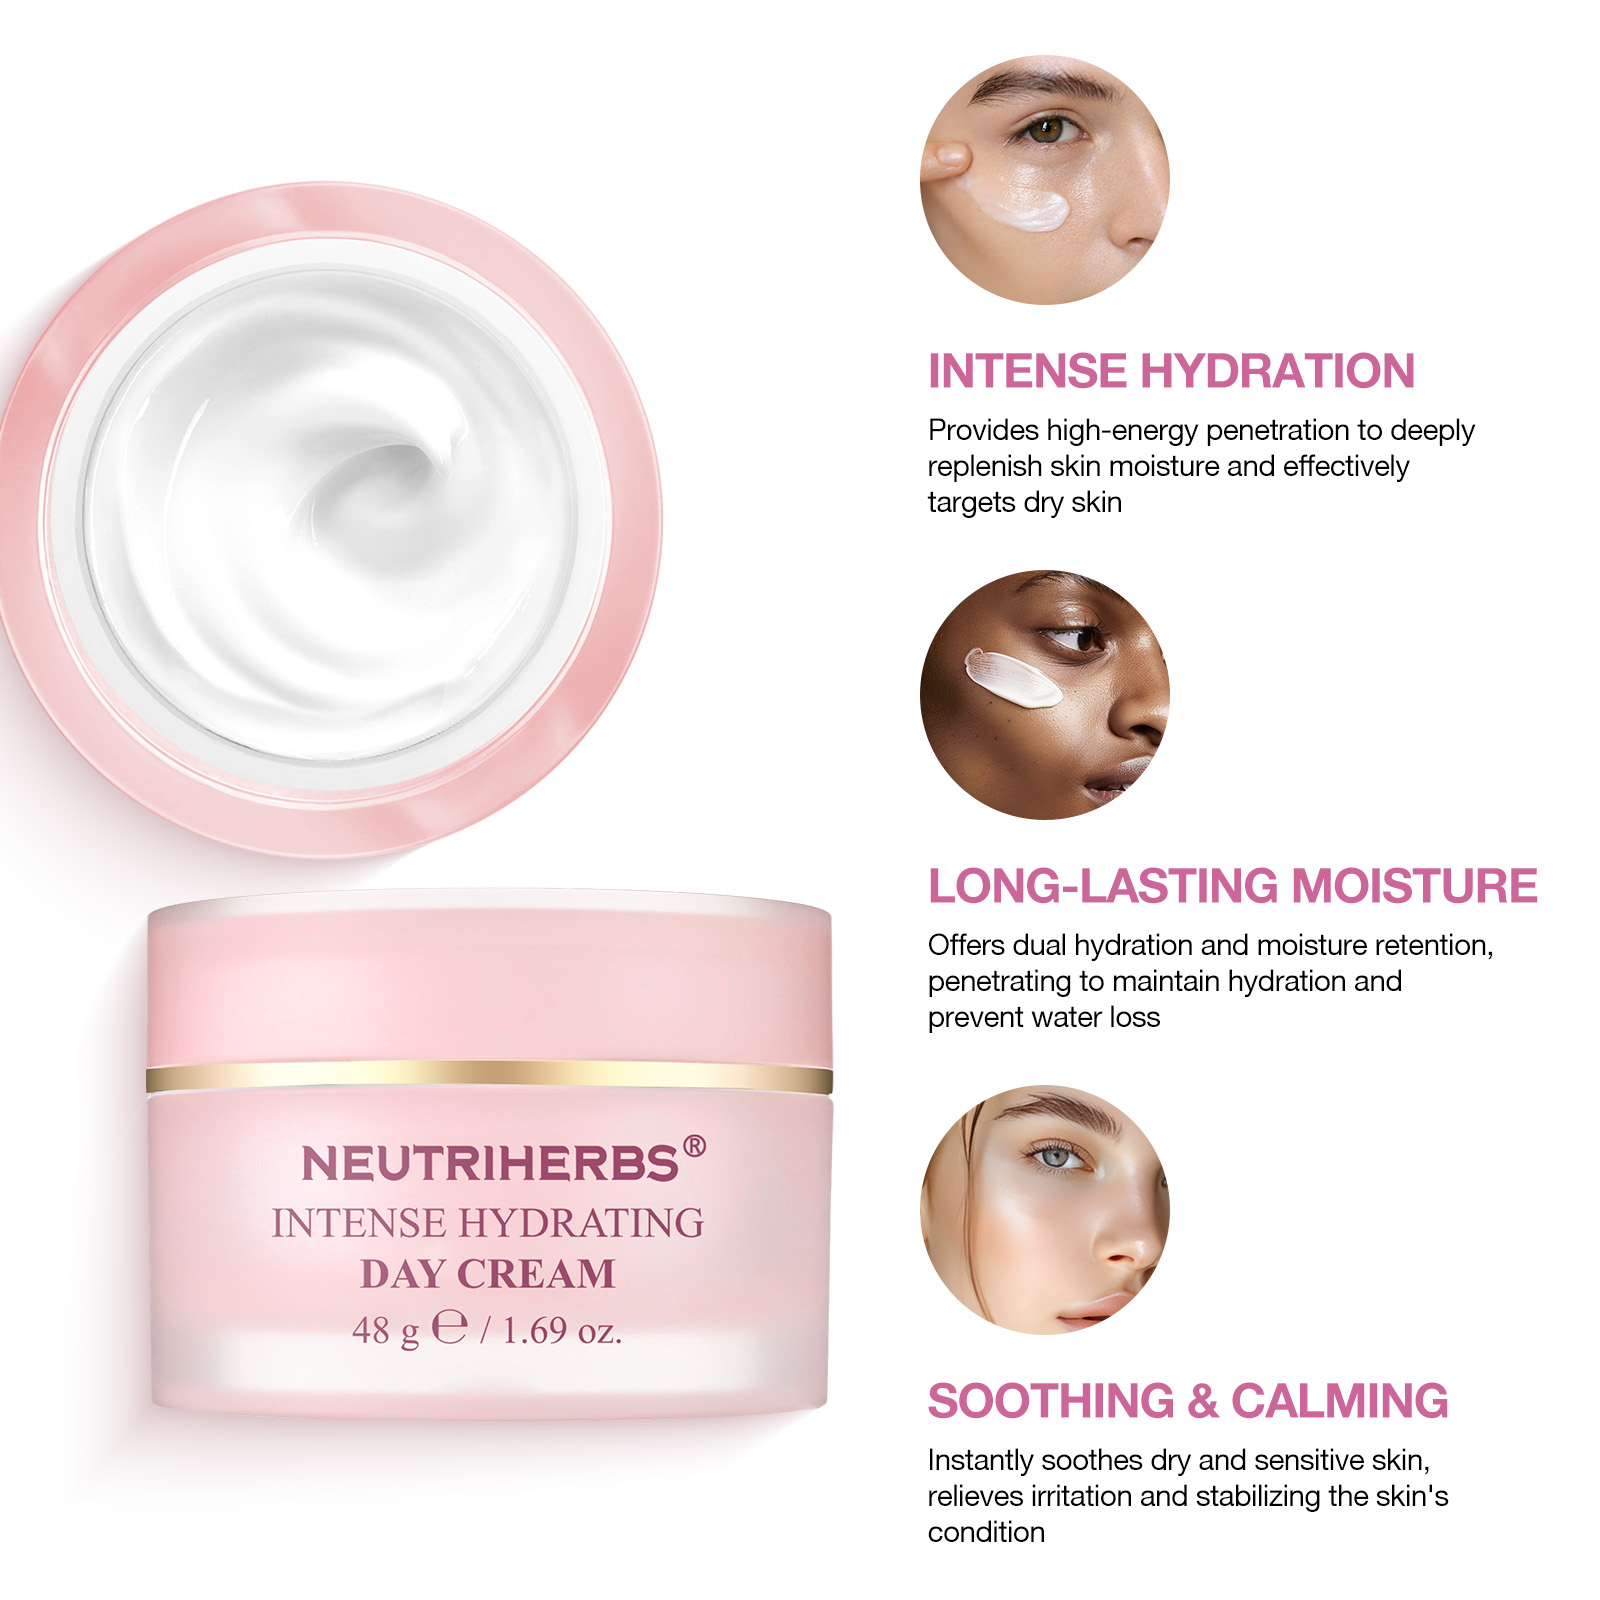 NEUTRIHERBS®
INTENSE HYDRATING
DAY CREAM
48 g ℮ / 1.69 oz.
INTENSE HYDRATION
Provides high-energy penetration to deeply
replenish skin moisture and effectively
targets dry skin
LONG-LASTING MOISTURE
Offers dual hydration and moisture retention,
penetrating to maintain hydration and
prevent water loss
SOOTHING & CALMING
Instantly soothes dry and sensitive skin,
relieves irritation and stabilizing the skin's
condition